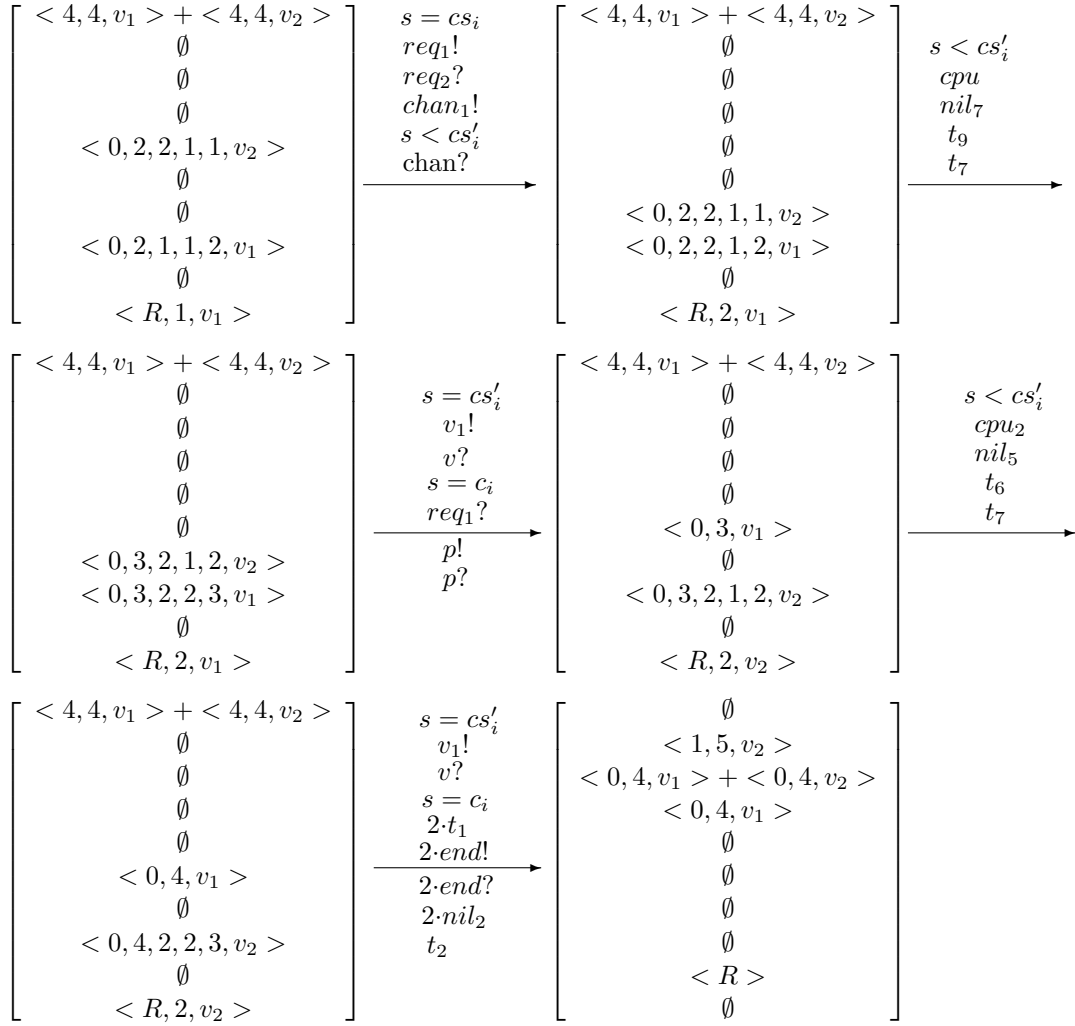 < 4, 4, v₁ > + < 4, 4, v₂ >
∅
∅
∅
< 0, 2, 2, 1, 1, v₂ >
∅
∅
< 0, 2, 1, 1, 2, v₁ >
∅
< R, 1, v₁ >
s = csᵢ
req₁!
req₂?
chan₁!
s < cs′ᵢ
chan?
< 4, 4, v₁ > + < 4, 4, v₂ >
∅
∅
∅
∅
∅
< 0, 2, 2, 1, 1, v₂ >
< 0, 2, 2, 1, 2, v₁ >
∅
< R, 2, v₁ >
s < cs′ᵢ
cpu
nil₇
t₉
t₇
< 4, 4, v₁ > + < 4, 4, v₂ >
∅
∅
∅
∅
∅
< 0, 3, 2, 1, 2, v₂ >
< 0, 3, 2, 2, 3, v₁ >
∅
< R, 2, v₁ >
s = cs′ᵢ
v₁!
v?
s = cᵢ
req₁?
p!
p?
< 4, 4, v₁ > + < 4, 4, v₂ >
∅
∅
∅
∅
< 0, 3, v₁ >
∅
< 0, 3, 2, 1, 2, v₂ >
∅
< R, 2, v₂ >
s < cs′ᵢ
cpu₂
nil₅
t₆
t₇
< 4, 4, v₁ > + < 4, 4, v₂ >
∅
∅
∅
∅
< 0, 4, v₁ >
∅
< 0, 4, 2, 2, 3, v₂ >
∅
< R, 2, v₂ >
s = cs′ᵢ
v₁!
v?
s = cᵢ
2·t₁
2·end!
2·end?
2·nil₂
t₂
∅
< 1, 5, v₂ >
< 0, 4, v₁ > + < 0, 4, v₂ >
< 0, 4, v₁ >
∅
∅
∅
∅
< R >
∅